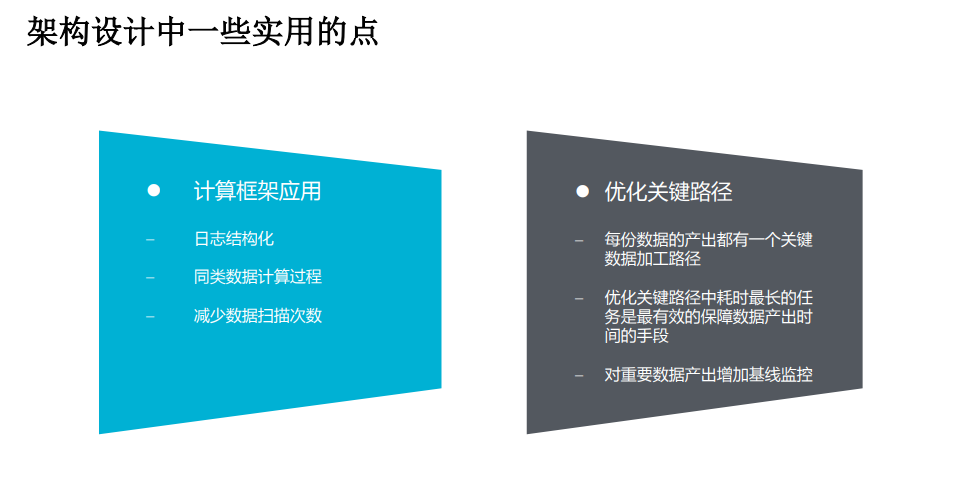 架构设计中一些实用的点
● 计算框架应用
– 日志结构化
– 同类数据计算过程
– 减少数据扫描次数
● 优化关键路径
– 每份数据的产出都有一个关键
数据加工路径
– 优化关键路径中耗时最长的任
务是最有效的保障数据产出时
间的手段
– 对重要数据产出增加基线监控